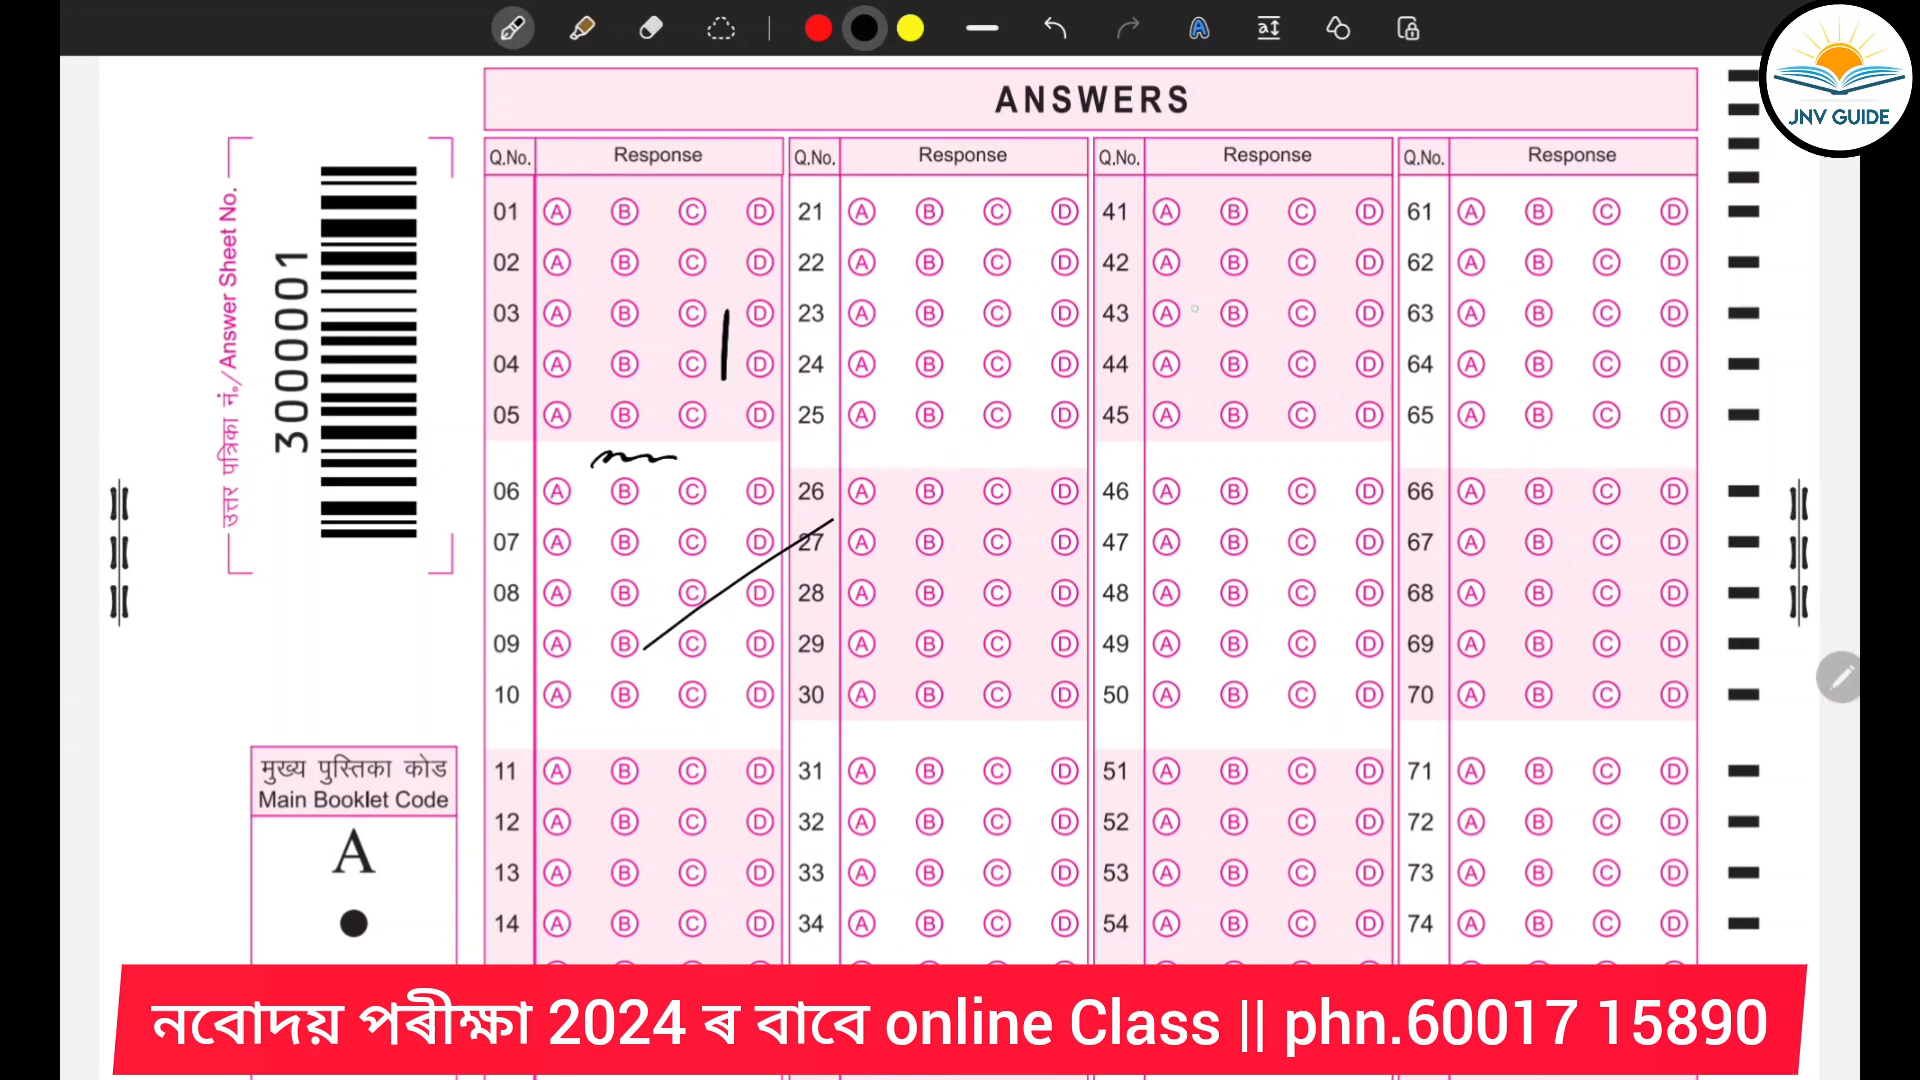 JNV GUIDE
ANSWERS
Q.No. Response Q.No. Response Q.No. Response Q.No. Response
01 A B C D 21 A B C D 41 A B C D 61 A B C D
02 A B C D 22 A B C D 42 A B C D 62 A B C D
03 A B C D 23 A B C D 43 A B C D 63 A B C D
04 A B C D 24 A B C D 44 A B C D 64 A B C D
05 A B C D 25 A B C D 45 A B C D 65 A B C D
06 A B C D 26 A B C D 46 A B C D 66 A B C D
07 A B C D 27 A B C D 47 A B C D 67 A B C D
08 A B C D 28 A B C D 48 A B C D 68 A B C D
09 A B C D 29 A B C D 49 A B C D 69 A B C D
10 A B C D 30 A B C D 50 A B C D 70 A B C D
11 A B C D 31 A B C D 51 A B C D 71 A B C D
12 A B C D 32 A B C D 52 A B C D 72 A B C D
13 A B C D 33 A B C D 53 A B C D 73 A B C D
14 A B C D 34 A B C D 54 A B C D 74 A B C D
उत्तर पत्रिका नं./Answer Sheet No.
3000001
मुख्य पुस्तिका कोड
Main Booklet Code
A
নবোদয় পৰীক্ষা 2024 ৰ বাবে online Class || phn.60017 15890